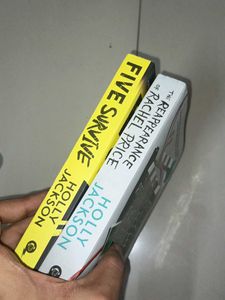 FIVE SURVIVE
HOLLY
JACKSON
THE REAPPEARANCE
OF RACHEL PRICE
HOLLY
JACKSON